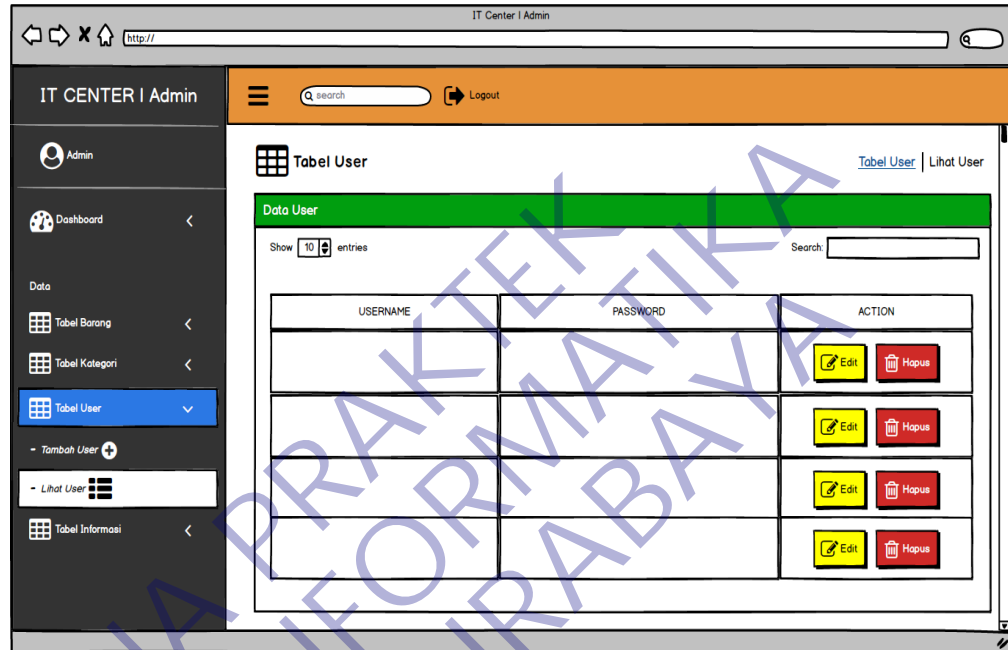 IT Center I Admin
http://
IT CENTER I Admin
search
Logout
Admin
Tabel User
Tabel User Lihat User
Dashboard
Data User
Show 10 entries
Search:
Data
Tabel Barang
Tabel Kategori
Tabel User
- Tambah User
- Lihat User
Tabel Informasi
USERNAME PASSWORD ACTION
Edit Hapus
Edit Hapus
Edit Hapus
Edit Hapus
A PRAKTEK
INFORMATIKA
URABAYA